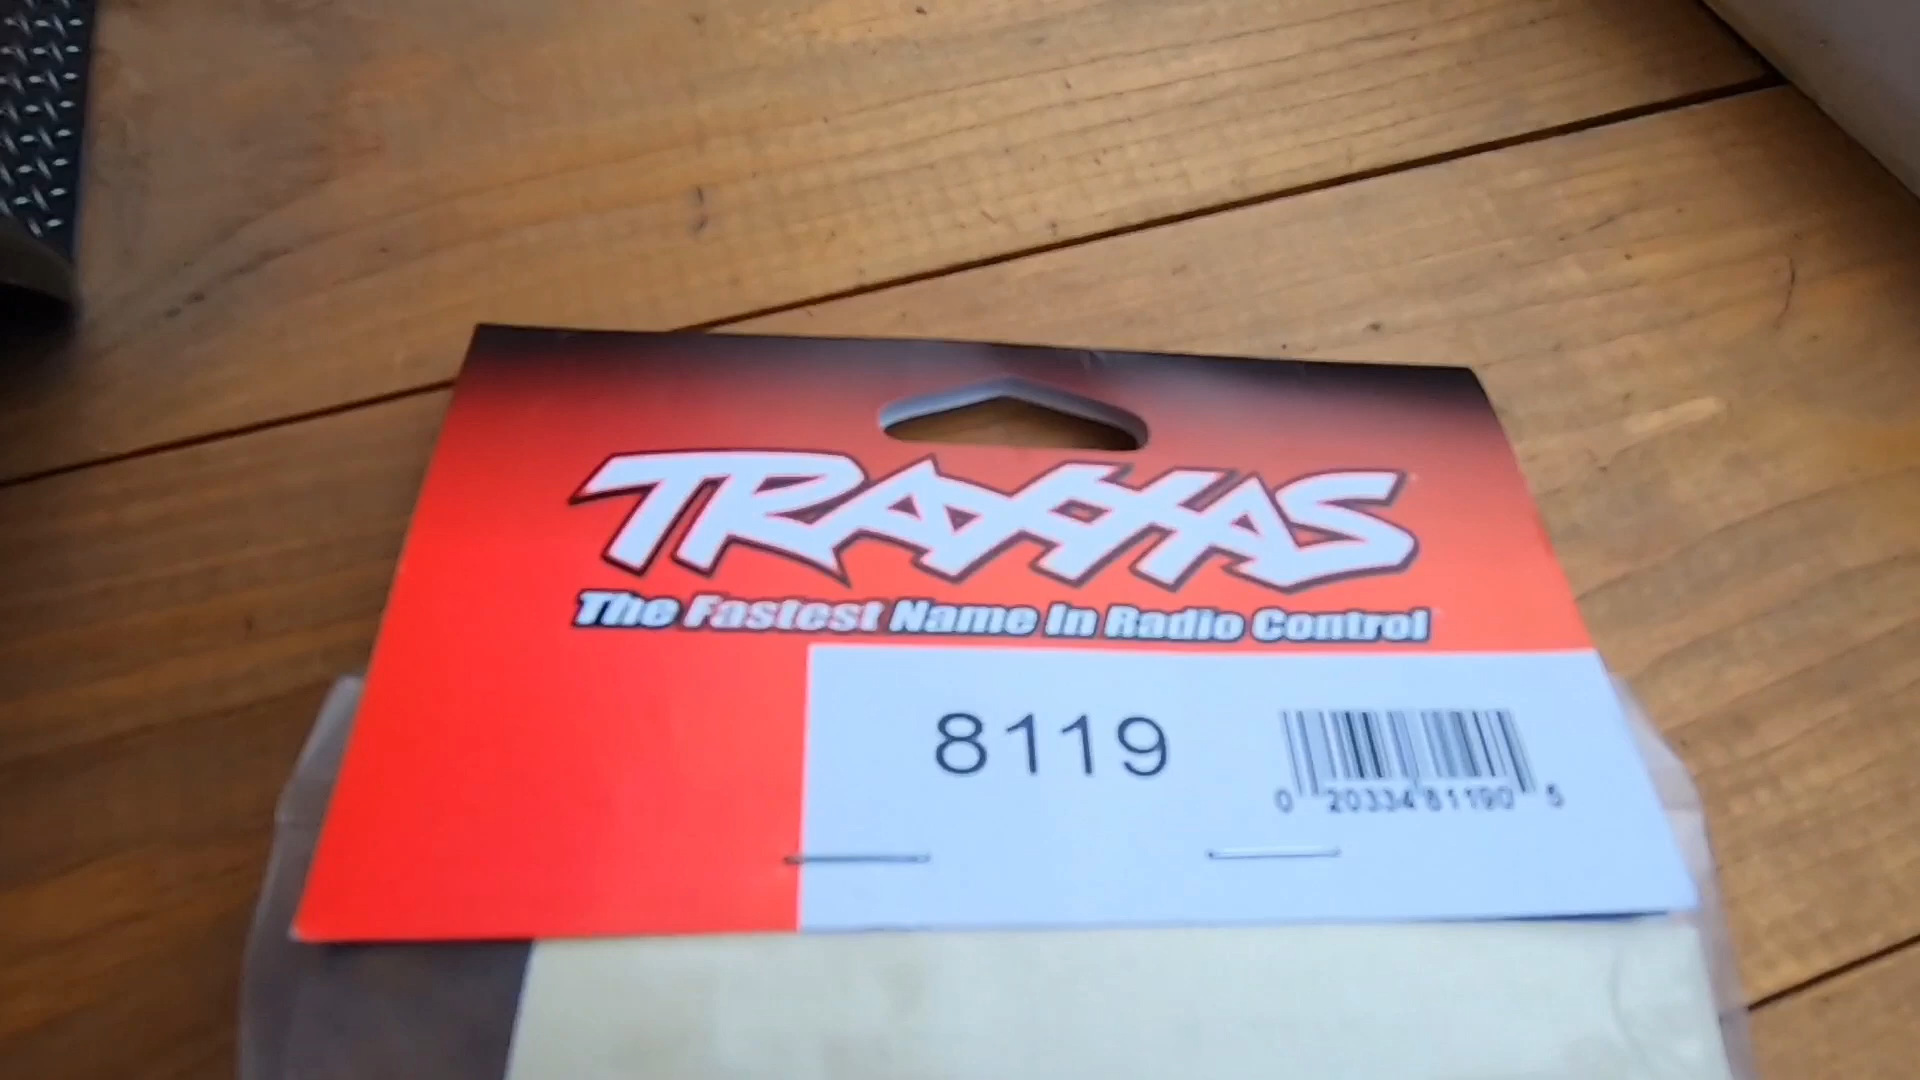 TRAXXAS
The Fastest Name In Radio Control
8119
0 20334 81190 5